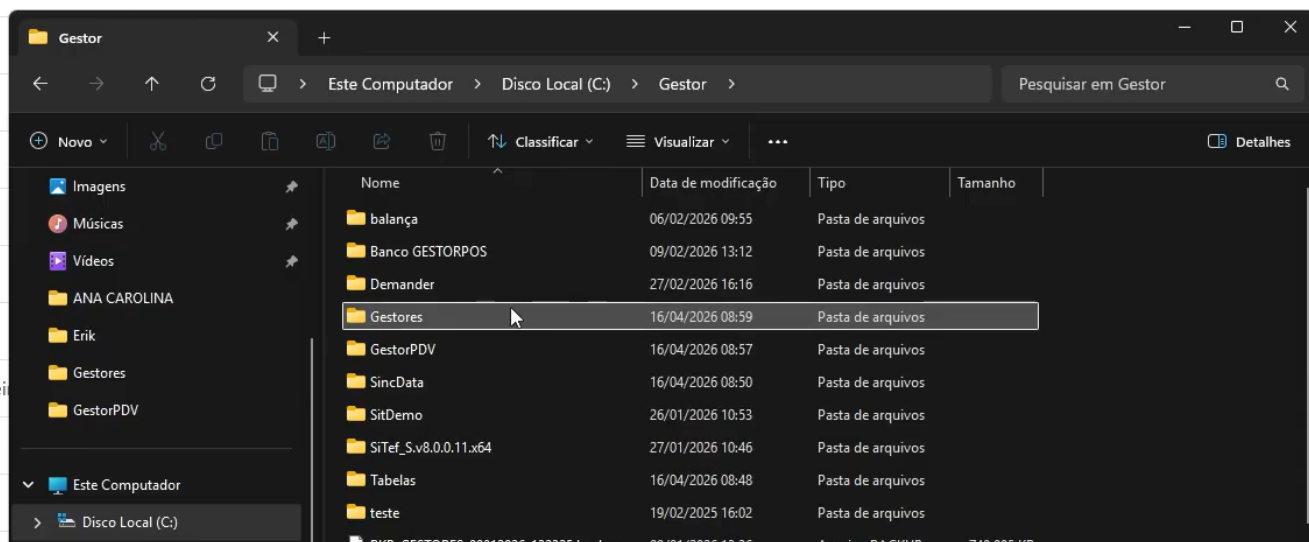 Gestor
Este Computador > Disco Local (C:) > Gestor >
Pesquisar em Gestor
Novo
Classificar
Visualizar
Detalhes
Imagens
Músicas
Vídeos
ANA CAROLINA
Erik
Gestores
GestorPDV
Este Computador
Disco Local (C:)
Nome Data de modificação Tipo Tamanho
balança 06/02/2026 09:55 Pasta de arquivos
Banco GESTORPOS 09/02/2026 13:12 Pasta de arquivos
Demander 27/02/2026 16:16 Pasta de arquivos
Gestores 16/04/2026 08:59 Pasta de arquivos
GestorPDV 16/04/2026 08:57 Pasta de arquivos
SincData 16/04/2026 08:50 Pasta de arquivos
SitDemo 26/01/2026 10:53 Pasta de arquivos
SiTef_S.v8.0.0.11.x64 27/01/2026 10:46 Pasta de arquivos
Tabelas 16/04/2026 08:48 Pasta de arquivos
teste 19/02/2025 16:02 Pasta de arquivos